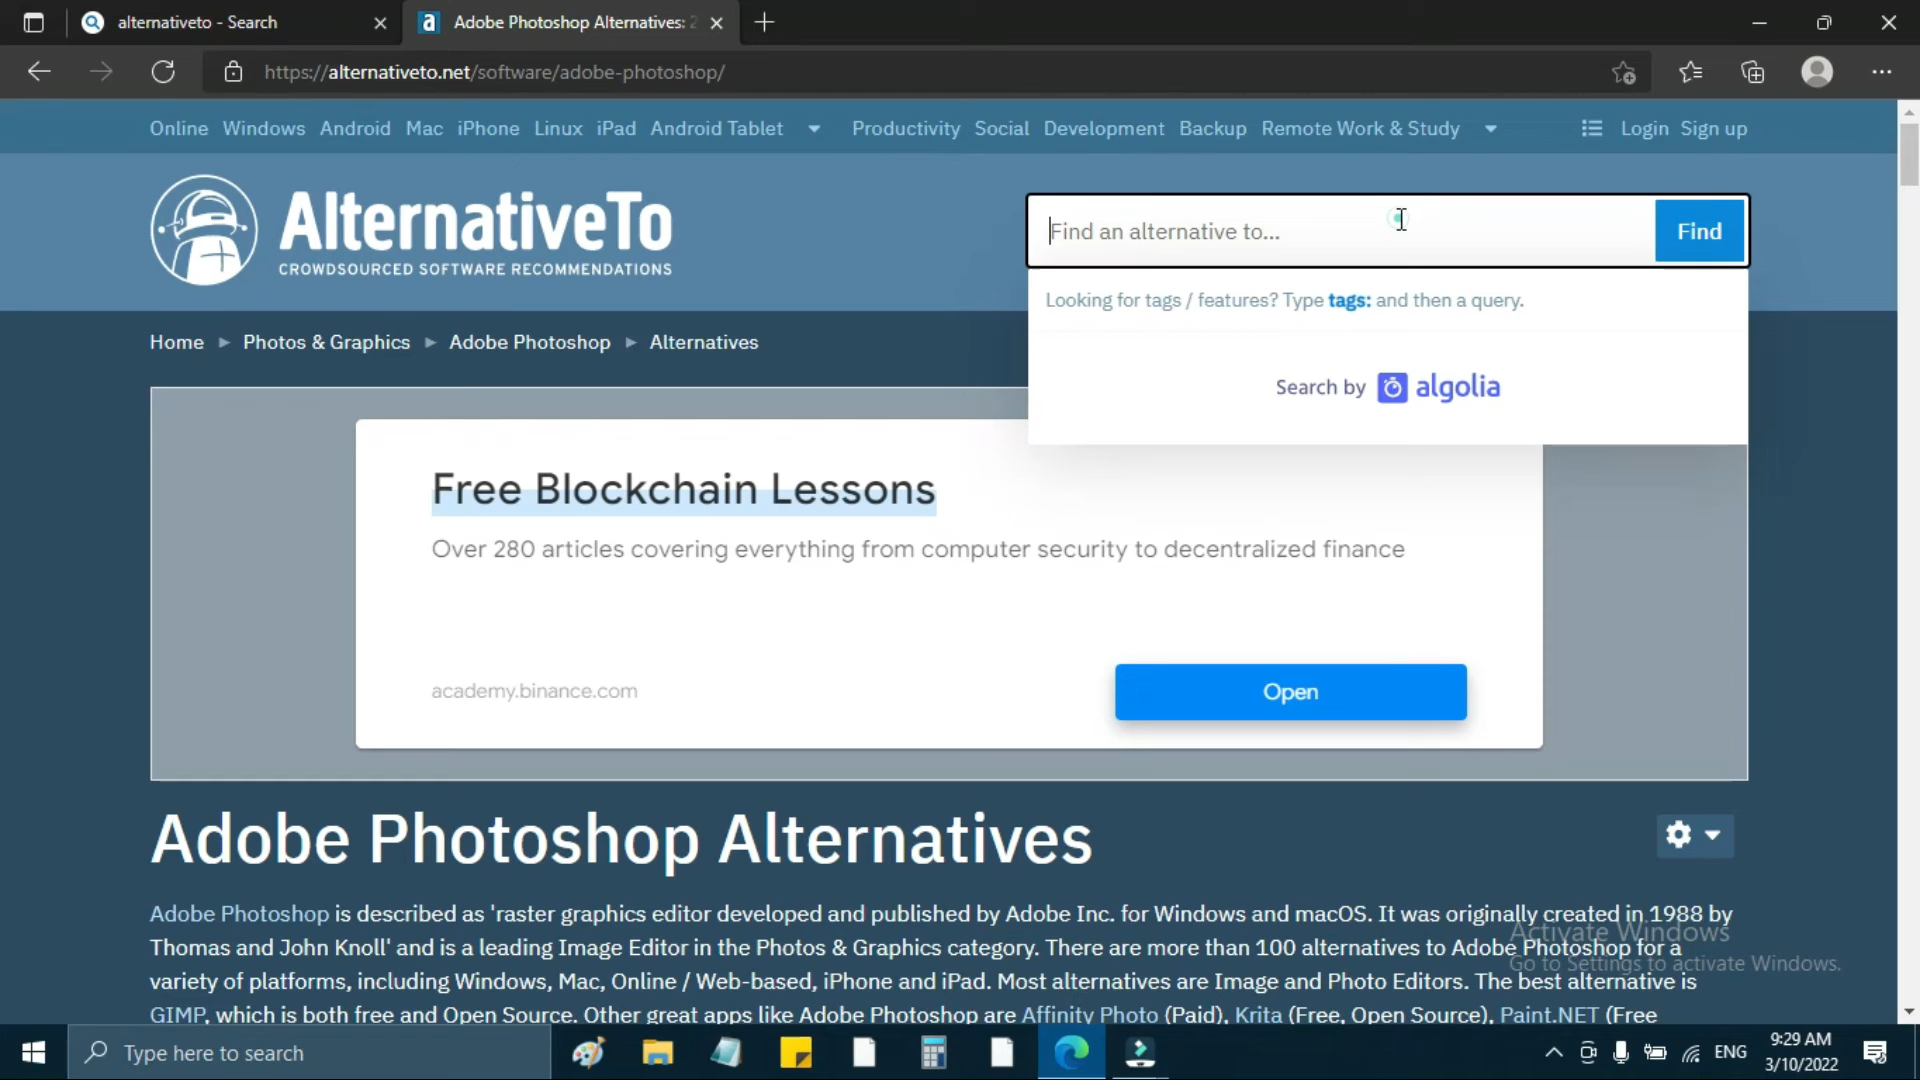 alternativeto - Search
Adobe Photoshop Alternatives: 2
https://alternativeto.net/software/adobe-photoshop/
Online Windows Android Mac iPhone Linux iPad Android Tablet Productivity Social Development Backup Remote Work & Study Login Sign up
AlternativeTo
CROWDSOURCED SOFTWARE RECOMMENDATIONS
Find an alternative to...
Find
Looking for tags / features? Type tags: and then a query.
Search by algolia
Home Photos & Graphics Adobe Photoshop Alternatives
Free Blockchain Lessons
Over 280 articles covering everything from computer security to decentralized finance
academy.binance.com
Open
Adobe Photoshop Alternatives
Adobe Photoshop is described as 'raster graphics editor developed and published by Adobe Inc. for Windows and macOS. It was originally created in 1988 by
Thomas and John Knoll' and is a leading Image Editor in the Photos & Graphics category. There are more than 100 alternatives to Adobe Photoshop for a
variety of platforms, including Windows, Mac, Online / Web-based, iPhone and iPad. Most alternatives are Image and Photo Editors. The best alternative is
GIMP, which is both free and Open Source. Other great apps like Adobe Photoshop are Affinity Photo (Paid), Krita (Free, Open Source), Paint.NET (Free
Activate Windows
Go to Settings to activate Windows.
Type here to search
ENG
9:29 AM
3/10/2022